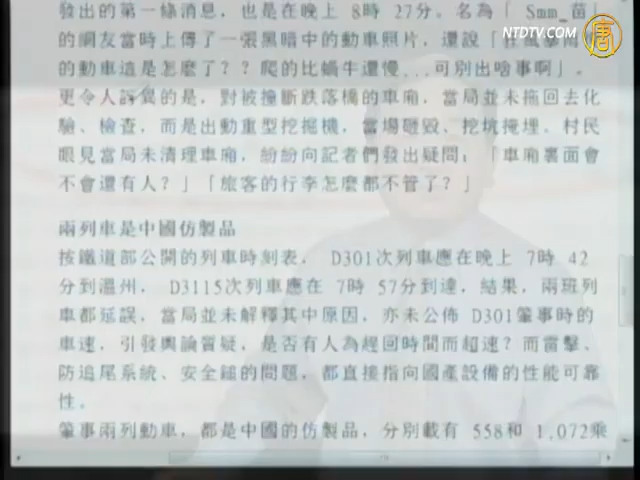 NTDTV.COM
唐
發出的第一條消息，也是在晚上 8時 27分。名為「 Smm_苗」
的網友當時上傳了一張黑暗中的動車照片，還說「狂風暴雨
的動車這是怎麼了？？爬的比蝸牛還慢...可別出啥事啊」。
更令人訝異的是，對被撞斷跌落橋的車廂，當局並未拖回去化
驗、檢查，而是出動重型挖掘機，當場砸毀、挖坑掩埋。村民
眼見當局未清理車廂，紛紛向記者們發出疑問：「車廂裏面會
不會還有人？」「旅客的行李怎麼都不管了？」
兩列車是中國仿製品
按鐵道部公開的列車時刻表， D301次列車應在晚上 7時 42
分到溫州， D3115次列車應在 7時 57分到達，結果，兩班列
車都延誤，當局並未解釋其中原因，亦未公佈 D301肇事時的
車速，引發輿論質疑，是否有人為趕回時間而超速？而雷擊、
防追尾系統、安全鎚的問題，都直接指向國產設備的性能可靠
性。
肇事兩列動車，都是中國的仿製品，分別載有 558和 1,072乘